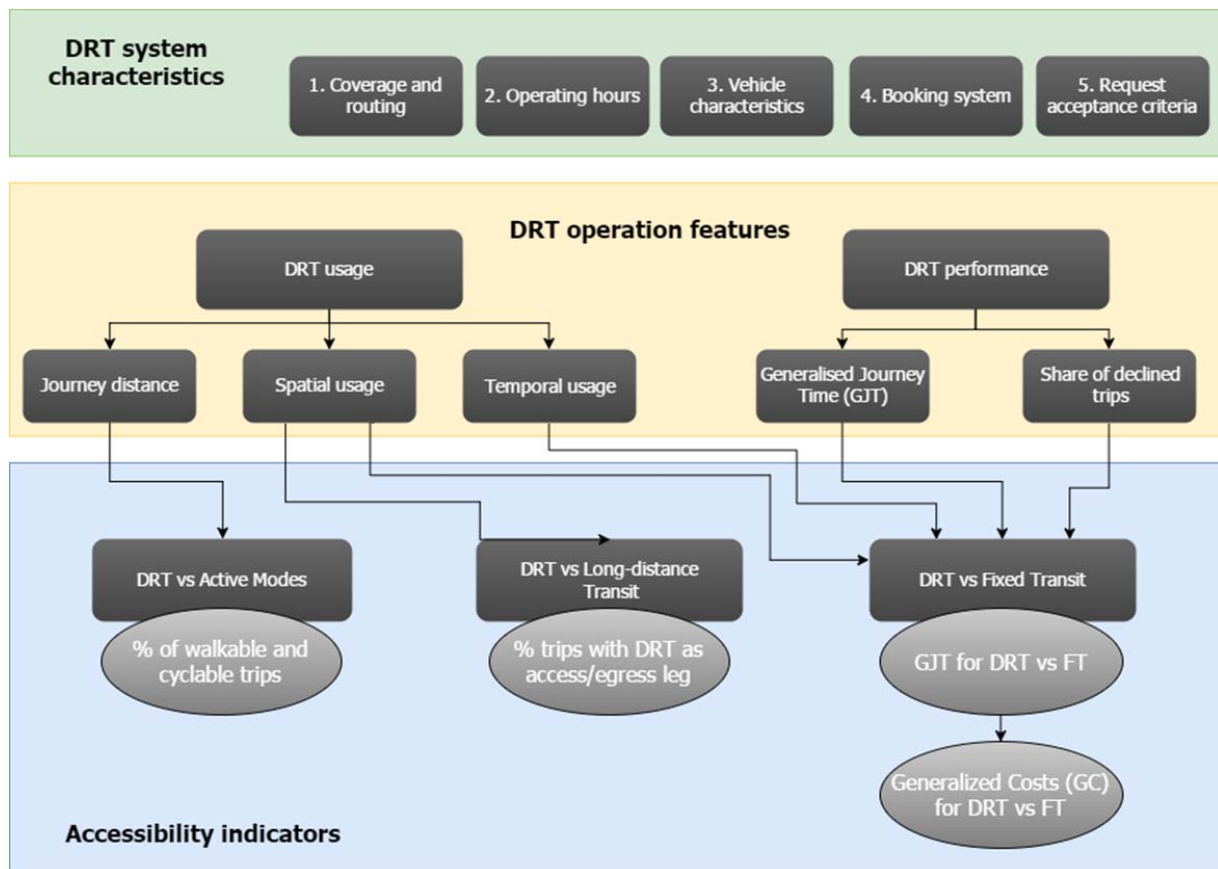 DRT system
characteristics
1. Coverage and
routing
2. Operating hours
3. Vehicle
characteristics
4. Booking system
5. Request
acceptance criteria
DRT operation features
DRT usage
DRT performance
Journey distance
Spatial usage
Temporal usage
Generalised Journey
Time (GJT)
Share of declined
trips
DRT vs Active Modes
DRT vs Long-distance
Transit
DRT vs Fixed Transit
% of walkable and
cyclable trips
% trips with DRT as
access/egress leg
GJT for DRT vs FT
Generalized Costs (GC)
for DRT vs FT
Accessibility indicators